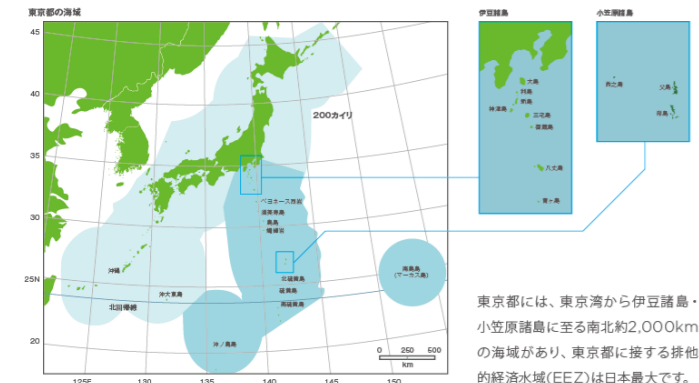 東京都の海域
45
40
35
30
25N
20
125E
130
135
140
145
150
200カイリ
ベヨネース列岩
須美寿島
鳥島
孀婦岩
北硫黄島
硫黄島
南硫黄島
沖縄
沖大東島
北回帰線
沖ノ鳥島
南鳥島
(マーカス島)
0 250 500
km
伊豆諸島
大島
利島
新島
神津島
三宅島
御蔵島
八丈島
青ヶ島
小笠原諸島
西之島
父島
母島
東京都には、東京湾から伊豆諸島・
小笠原諸島に至る南北約2,000km
の海域があり、東京都に接する排他
的経済水域(EEZ)は日本最大です。